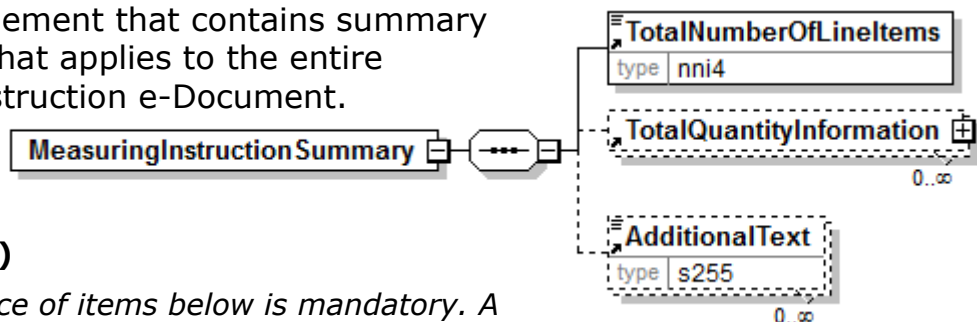 ement that contains summary
hat applies to the entire
struction e-Document.
)
ce of items below is mandatory. A
MeasuringInstructionSummary
TotalNumberOfLineItems
type nni4
TotalQuantityInformation
0..∞
AdditionalText
type s255
0..∞